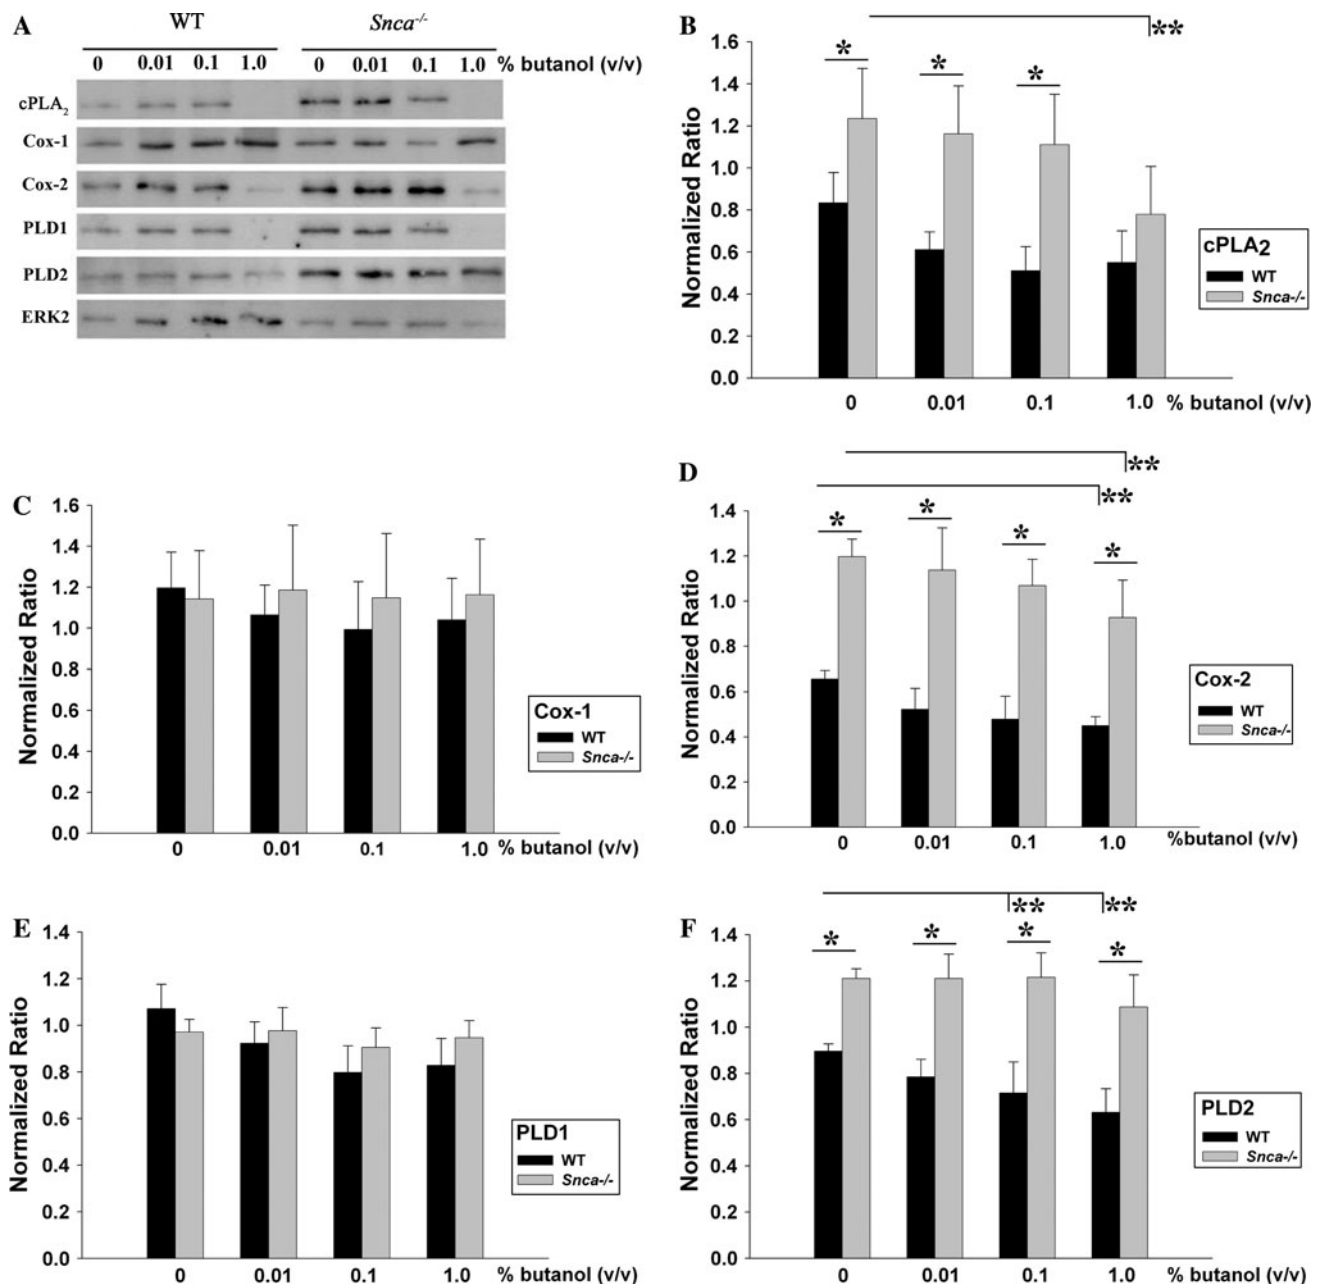 A
WT
Snca-/-
0 0.01 0.1 1.0 0 0.01 0.1 1.0 % butanol (v/v)
cPLA2
Cox-1
Cox-2
PLD1
PLD2
ERK2
B
**
* * *
Normalized Ratio
1.6
1.4
1.2
1.0
0.8
0.6
0.4
0.2
0.0
cPLA2
WT
Snca-/-
0 0.01 0.1 1.0 % butanol (v/v)
C
Normalized Ratio
1.6
1.4
1.2
1.0
0.8
0.6
0.4
0.2
0.0
Cox-1
WT
Snca-/-
0 0.01 0.1 1.0 % butanol (v/v)
D
**
**
* * * *
Normalized Ratio
1.4
1.2
1.0
0.8
0.6
0.4
0.2
0.0
Cox-2
WT
Snca-/-
0 0.01 0.1 1.0 %butanol (v/v)
E
Normalized Ratio
1.4
1.2
1.0
0.8
0.6
0.4
0.2
0.0
PLD1
WT
Snca-/-
0 0.01 0.1 1.0 % butanol (v/v)
F
** **
* * * *
Normalized Ratio
1.4
1.2
1.0
0.8
0.6
0.4
0.2
0.0
PLD2
WT
Snca-/-
0 0.01 0.1 1.0 % butanol (v/v)